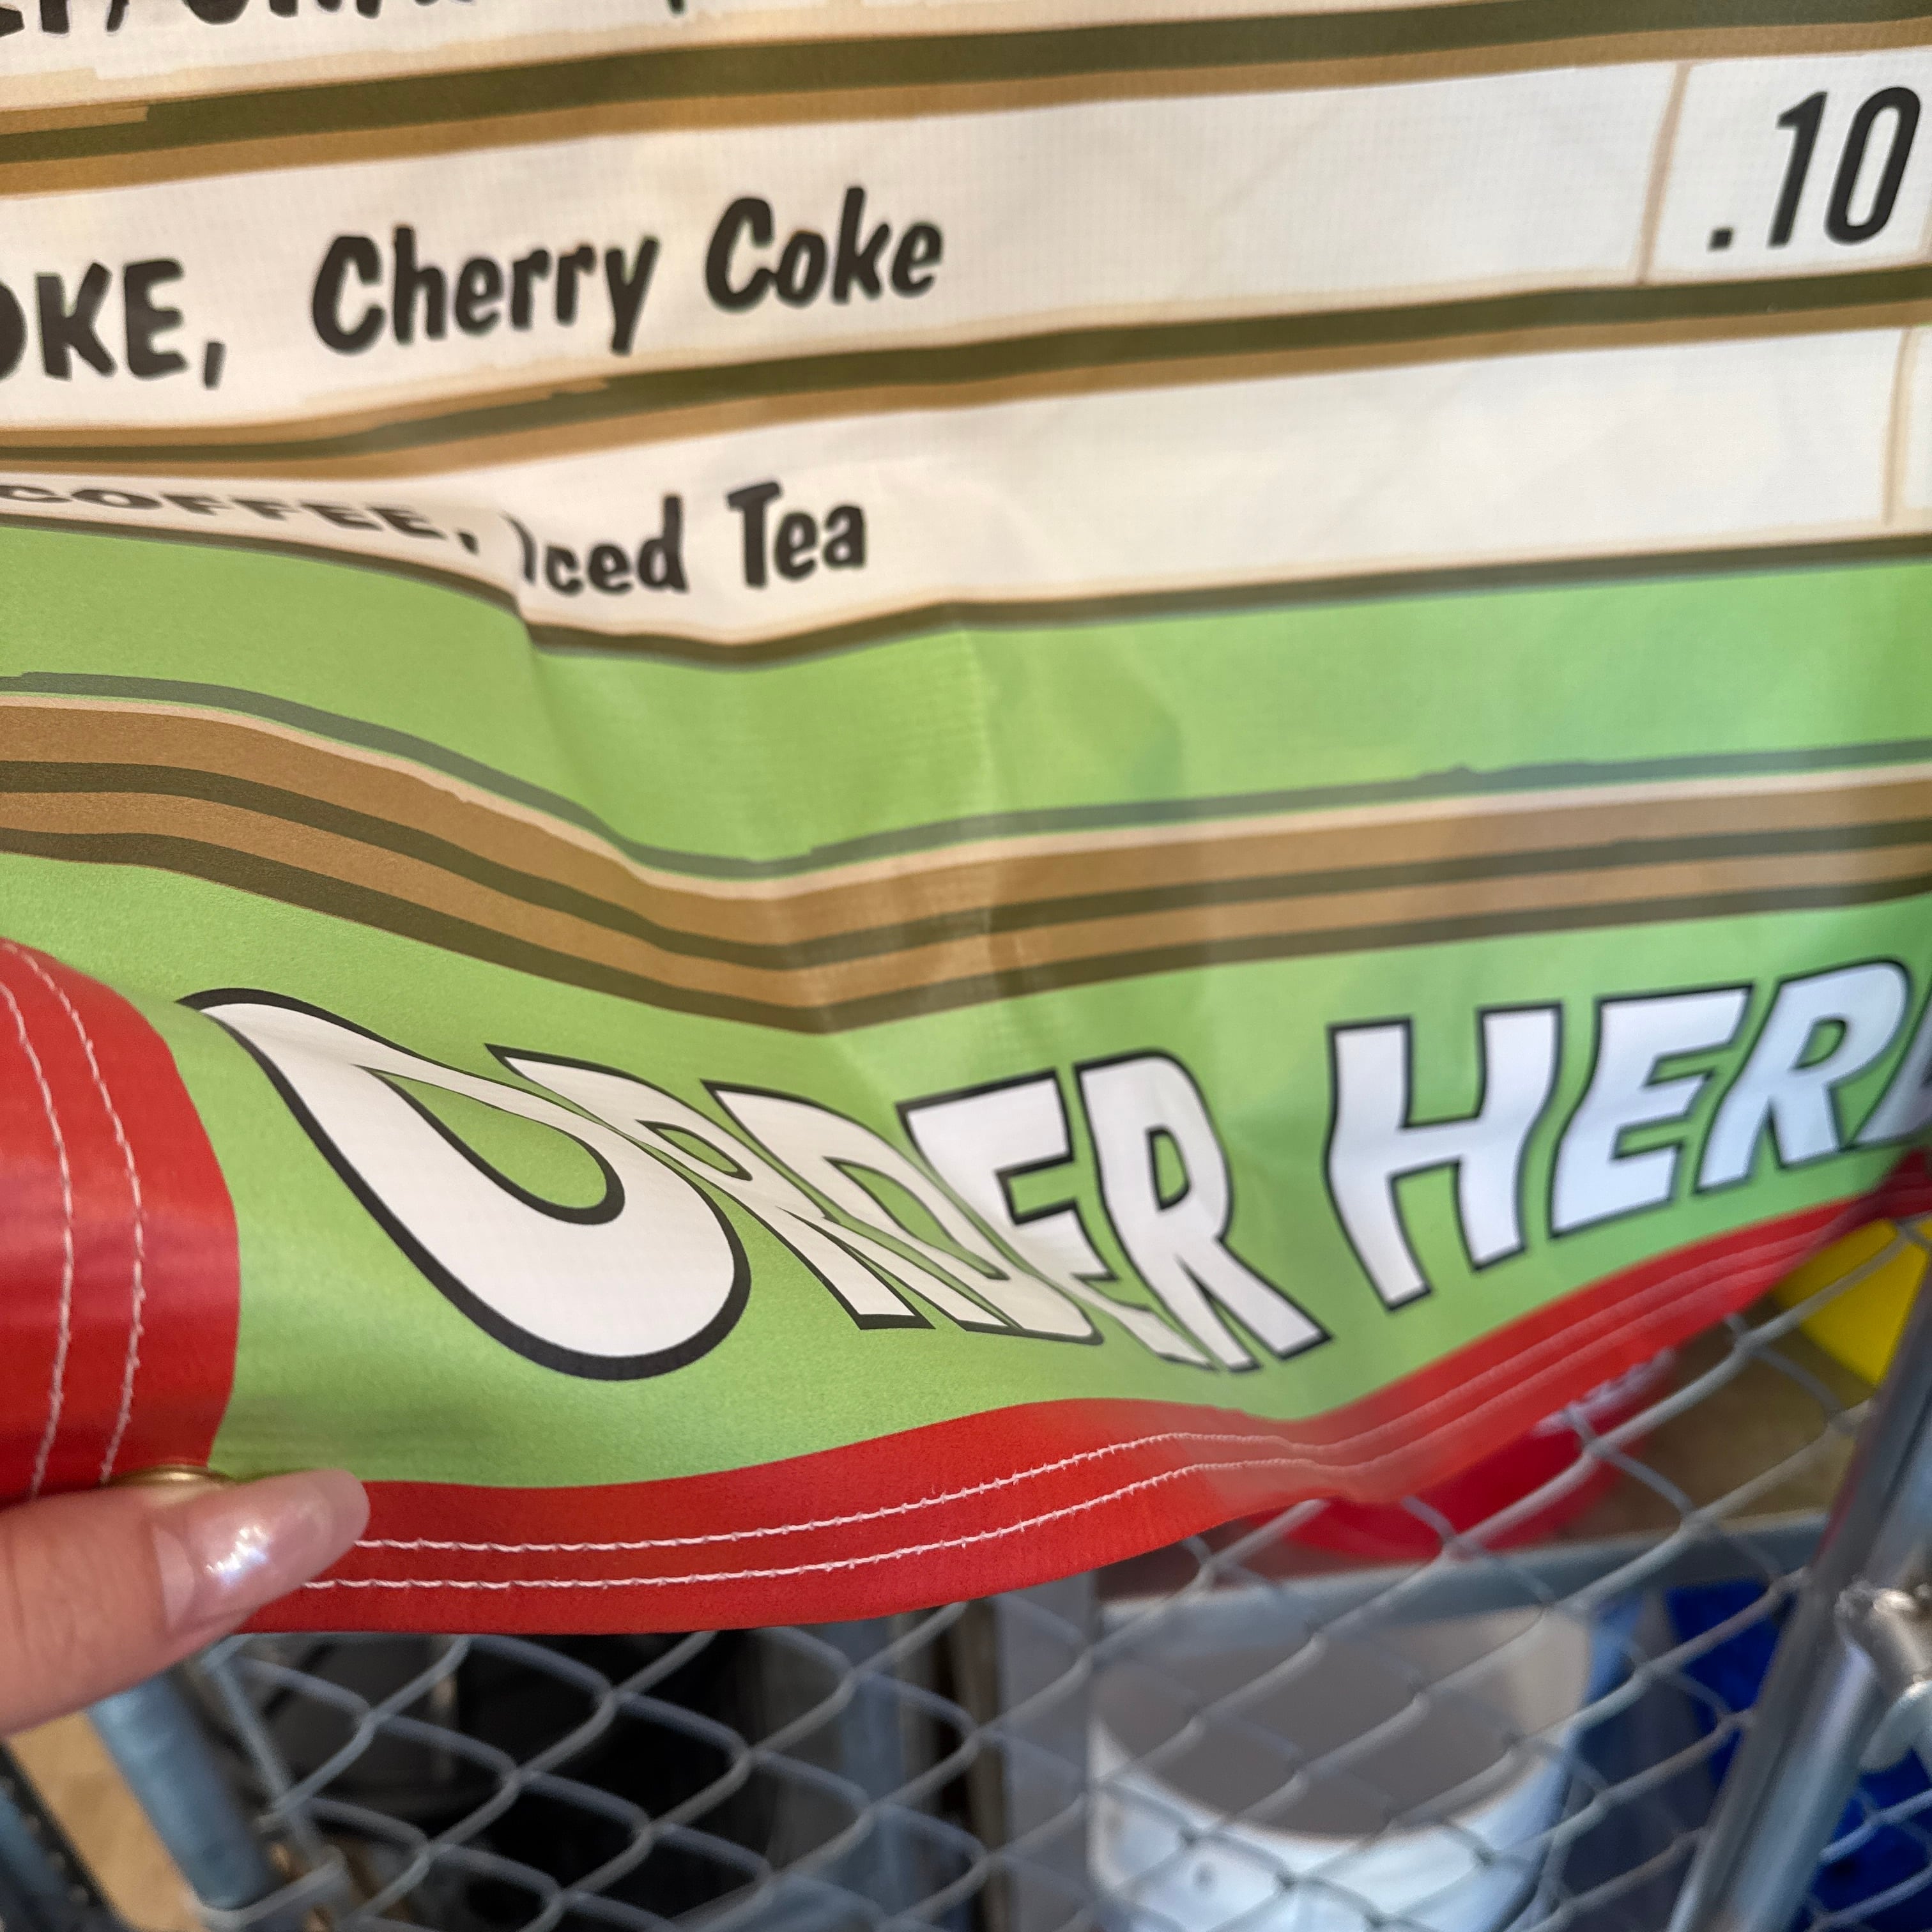 OKE, Cherry Coke .10
COFFEE, Iced Tea
ORDER HERE